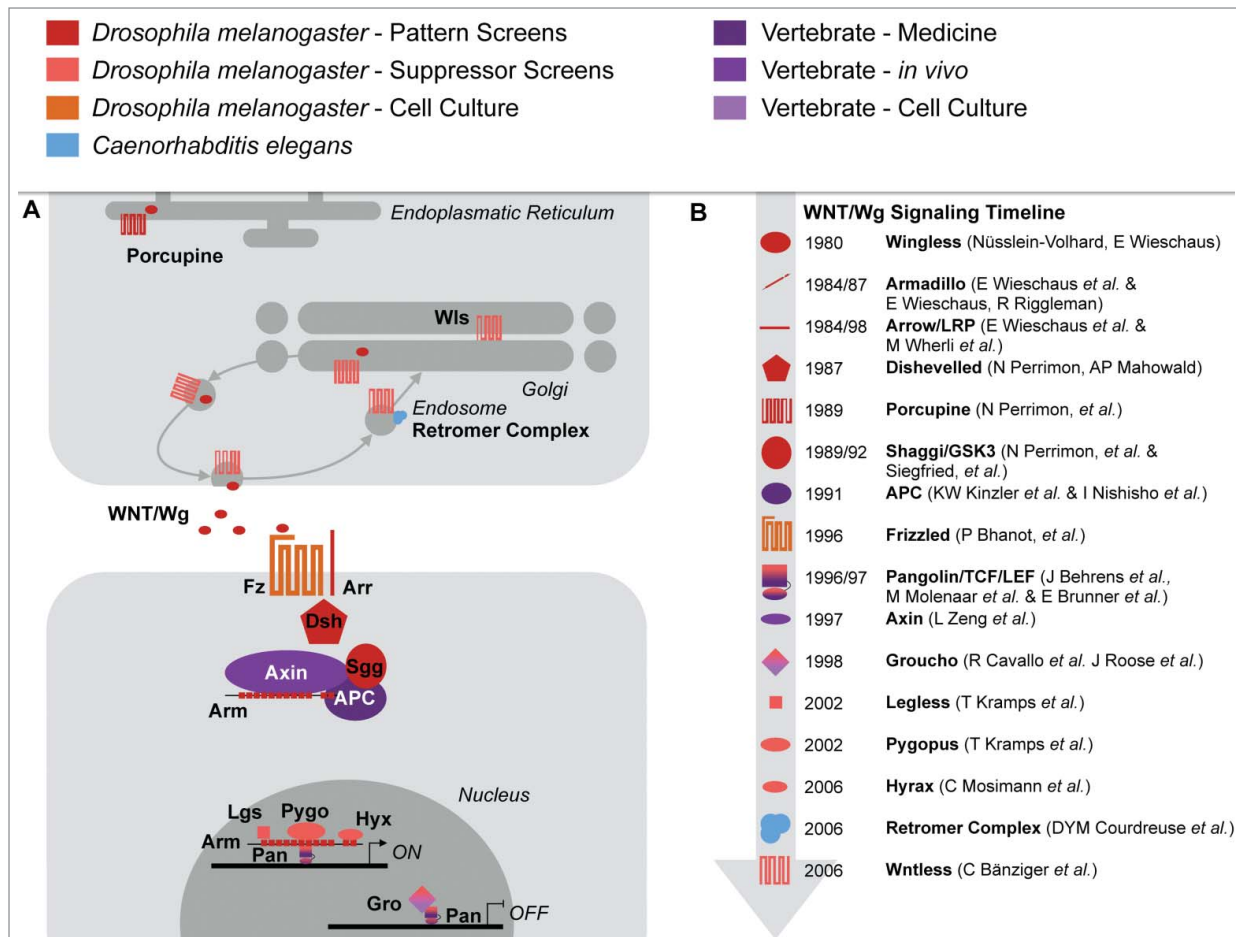 Drosophila melanogaster - Pattern Screens
Drosophila melanogaster - Suppressor Screens
Drosophila melanogaster - Cell Culture
Caenorhabditis elegans
Vertebrate - Medicine
Vertebrate - in vivo
Vertebrate - Cell Culture
A
Endoplasmatic Reticulum
Porcupine
Wls
Golgi
Endosome
Retromer Complex
WNT/Wg
Fz
Arr
Dsh
Axin
Sgg
APC
Arm
Nucleus
Lgs
Pygo
Hyx
Arm
Pan
ON
Gro
Pan
OFF
B
WNT/Wg Signaling Timeline
1980 Wingless (Nüsslein-Volhard, E Wieschaus)
1984/87 Armadillo (E Wieschaus et al. &
E Wieschaus, R Riggleman)
1984/98 Arrow/LRP (E Wieschaus et al. &
M Wherli et al.)
1987 Dishevelled (N Perrimon, AP Mahowald)
1989 Porcupine (N Perrimon, et al.)
1989/92 Shaggi/GSK3 (N Perrimon, et al. &
Siegfried, et al.)
1991 APC (KW Kinzler et al. & I Nishisho et al.)
1996 Frizzled (P Bhanot, et al.)
1996/97 Pangolin/TCF/LEF (J Behrens et al.,
M Molenaar et al. & E Brunner et al.)
1997 Axin (L Zeng et al.)
1998 Groucho (R Cavallo et al. J Roose et al.)
2002 Legless (T Kramps et al.)
2002 Pygopus (T Kramps et al.)
2006 Hyrax (C Mosimann et al.)
2006 Retromer Complex (DYM Courdreuse et al.)
2006 Wntless (C Bänziger et al.)